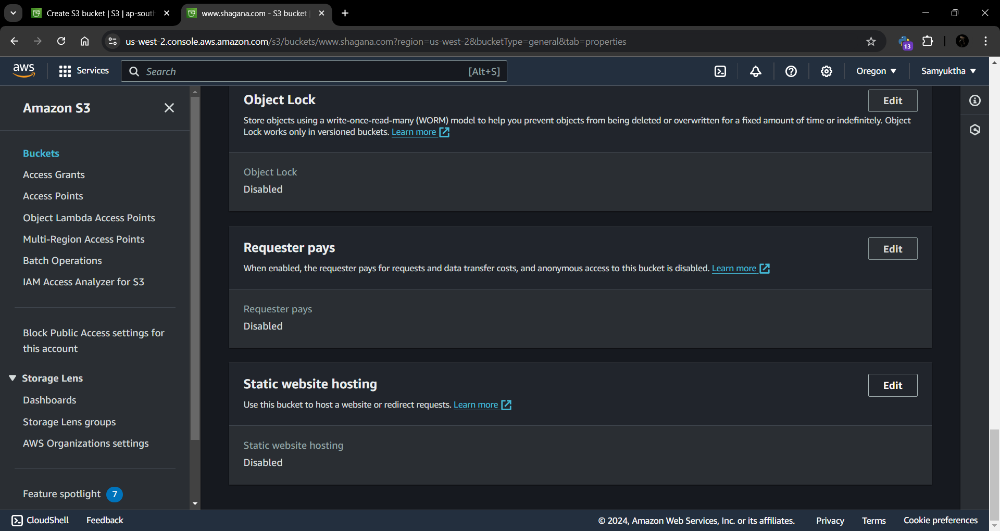 Create S3 bucket | S3 | ap-south
www.shagana.com - S3 bucket
us-west-2.console.aws.amazon.com/s3/buckets/www.shagana.com?region=us-west-2&bucketType=general&tab=properties
13
aws
Services
Search
[Alt+S]
Oregon
Samyuktha
Amazon S3
Buckets
Access Grants
Access Points
Object Lambda Access Points
Multi-Region Access Points
Batch Operations
IAM Access Analyzer for S3
Block Public Access settings for
this account
Storage Lens
Dashboards
Storage Lens groups
AWS Organizations settings
Feature spotlight 7
Object Lock
Edit
Store objects using a write-once-read-many (WORM) model to help you prevent objects from being deleted or overwritten for a fixed amount of time or indefinitely. Object
Lock works only in versioned buckets. Learn more
Object Lock
Disabled
Requester pays
Edit
When enabled, the requester pays for requests and data transfer costs, and anonymous access to this bucket is disabled. Learn more
Requester pays
Disabled
Static website hosting
Edit
Use this bucket to host a website or redirect requests. Learn more
Static website hosting
Disabled
CloudShell
Feedback
© 2024, Amazon Web Services, Inc. or its affiliates.
Privacy
Terms
Cookie preferences